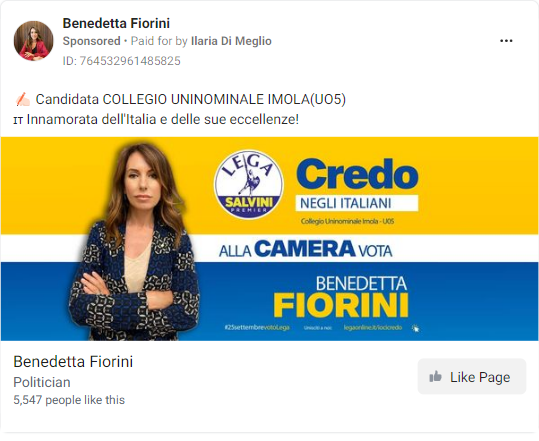 Benedetta Fiorini
Sponsored • Paid for by Ilaria Di Meglio
ID: 764532961485825
✍🏻 Candidata COLLEGIO UNINOMINALE IMOLA(UO5)
IT Innamorata dell'Italia e delle sue eccellenze!
LEGA
SALVINI
PREMIER
Credo
NEGLI ITALIANI
Collegio Uninominale Imola - U05
ALLA CAMERA VOTA
BENEDETTA
FIORINI
#25settembrevotoLega Unisciti a noi: legaonline.it/iocicredo
Benedetta Fiorini
Politician
5,547 people like this
Like Page